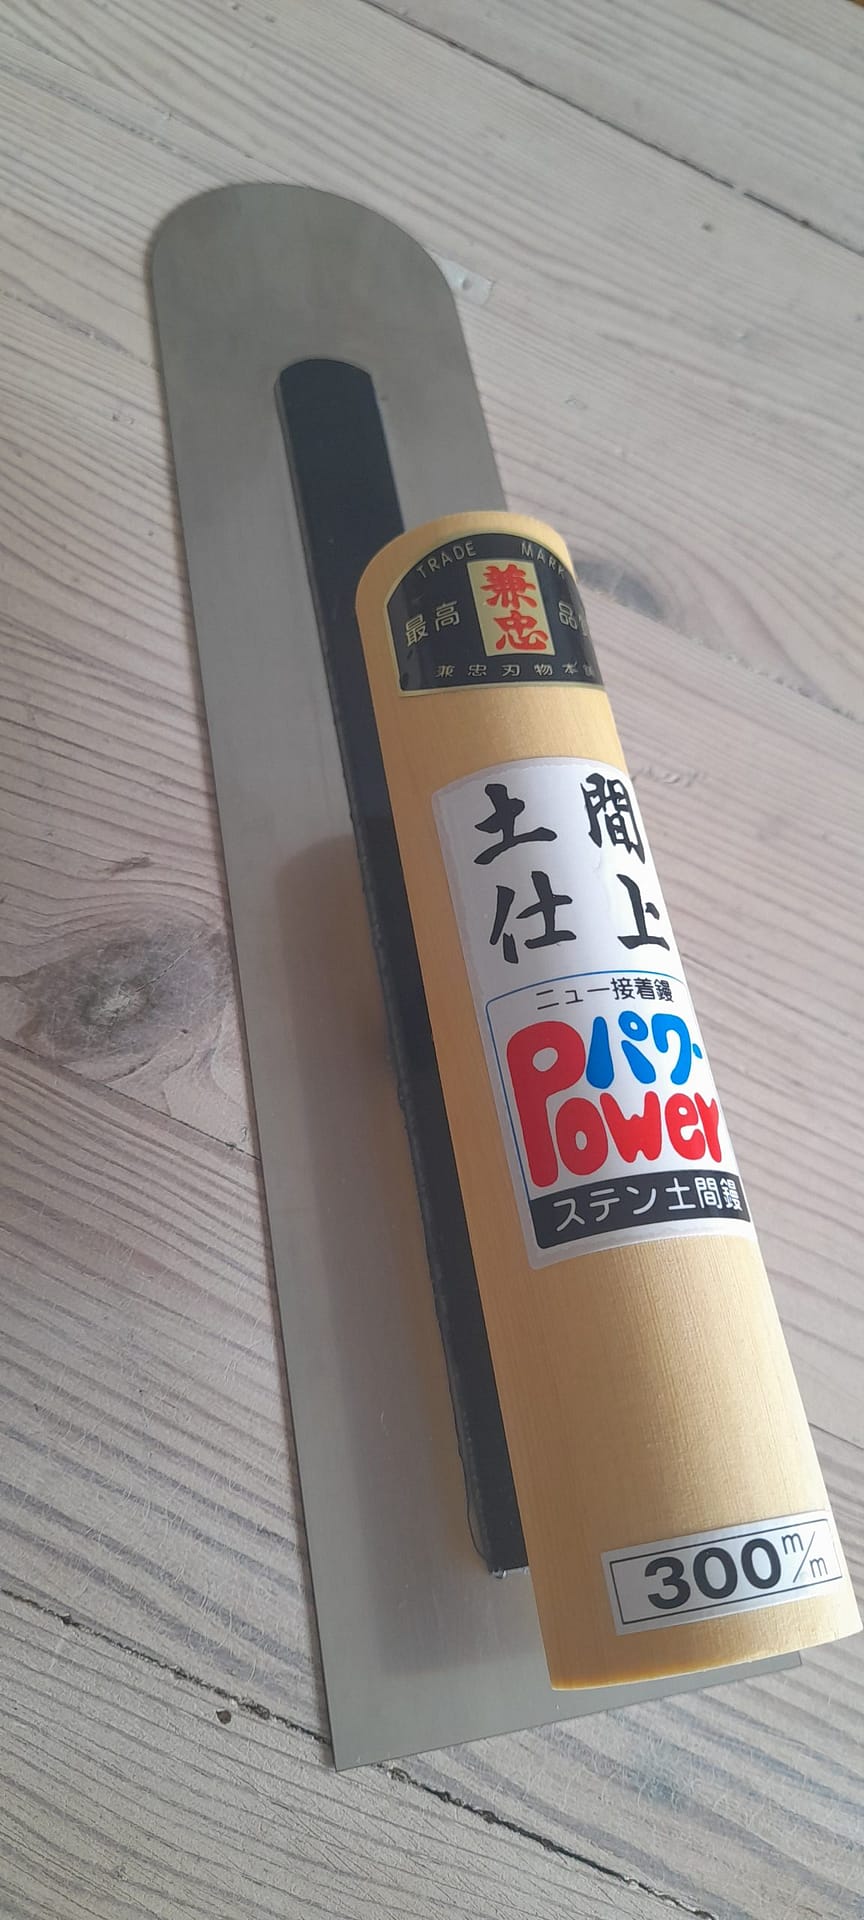 TRADE MARK
最高 兼忠 品
兼忠刃物本
土間
仕上
ニュー接着鏝
パワー
Power
ステン土間鏝
300m/m